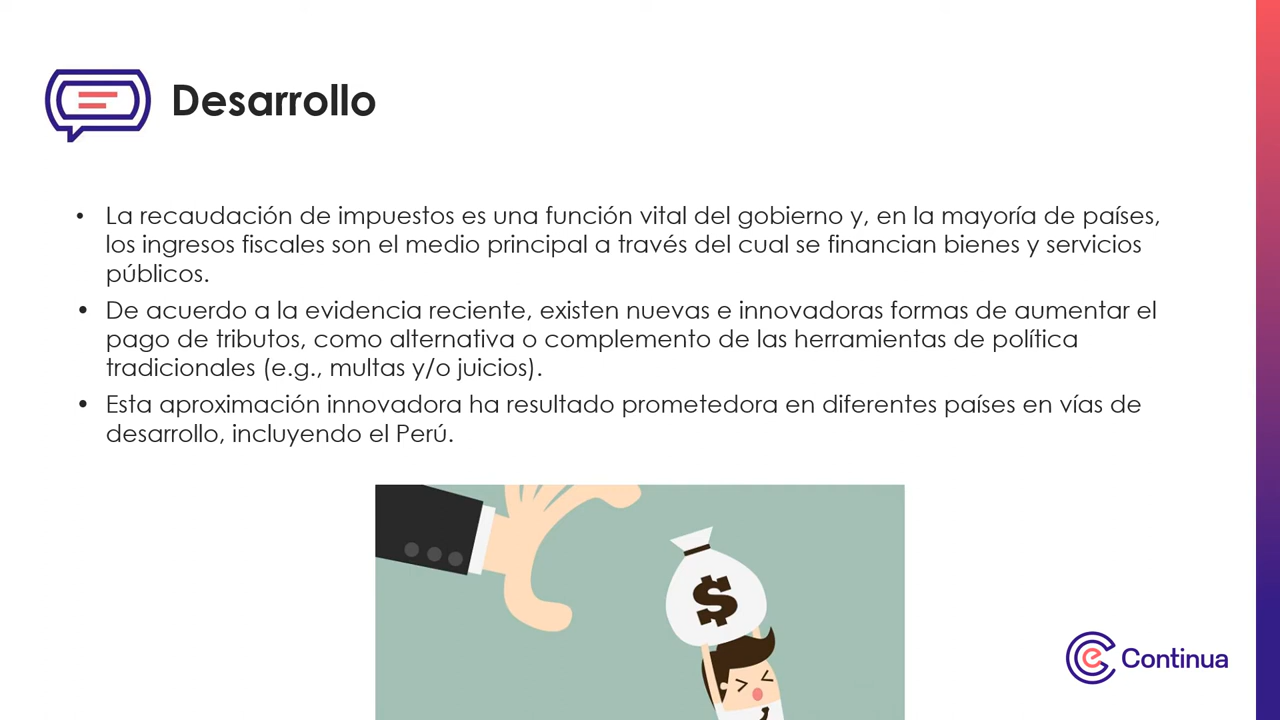 Desarrollo
• La recaudación de impuestos es una función vital del gobierno y, en la mayoría de países,
los ingresos fiscales son el medio principal a través del cual se financian bienes y servicios
públicos.
• De acuerdo a la evidencia reciente, existen nuevas e innovadoras formas de aumentar el
pago de tributos, como alternativa o complemento de las herramientas de política
tradicionales (e.g., multas y/o juicios).
• Esta aproximación innovadora ha resultado prometedora en diferentes países en vías de
desarrollo, incluyendo el Perú.
$
e Continua